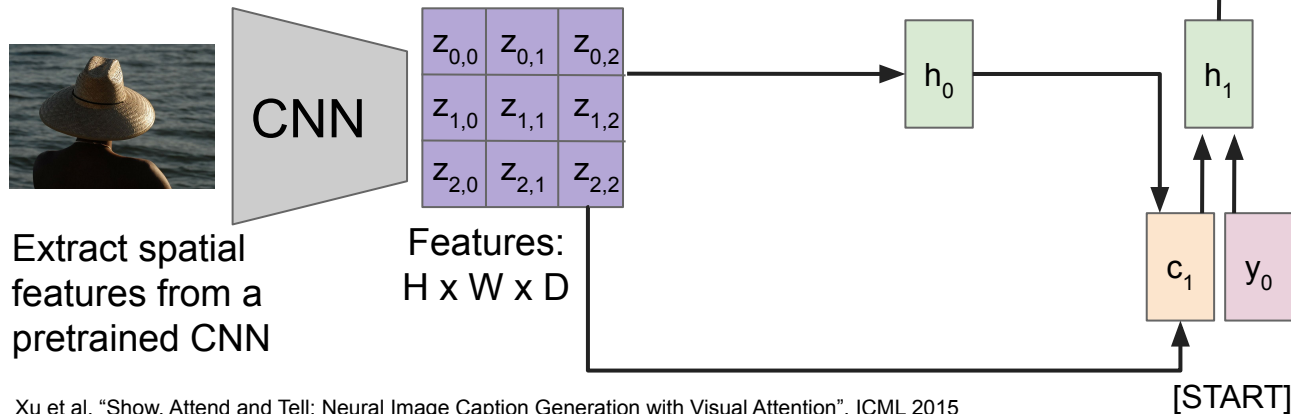 CNN
z0,0 z0,1 z0,2
z1,0 z1,1 z1,2
z2,0 z2,1 z2,2
h0
h1
Extract spatial
features from a
pretrained CNN
Features:
H x W x D
c1
y0
[START]
Xu et al, “Show, Attend and Tell: Neural Image Caption Generation with Visual Attention”, ICML 2015